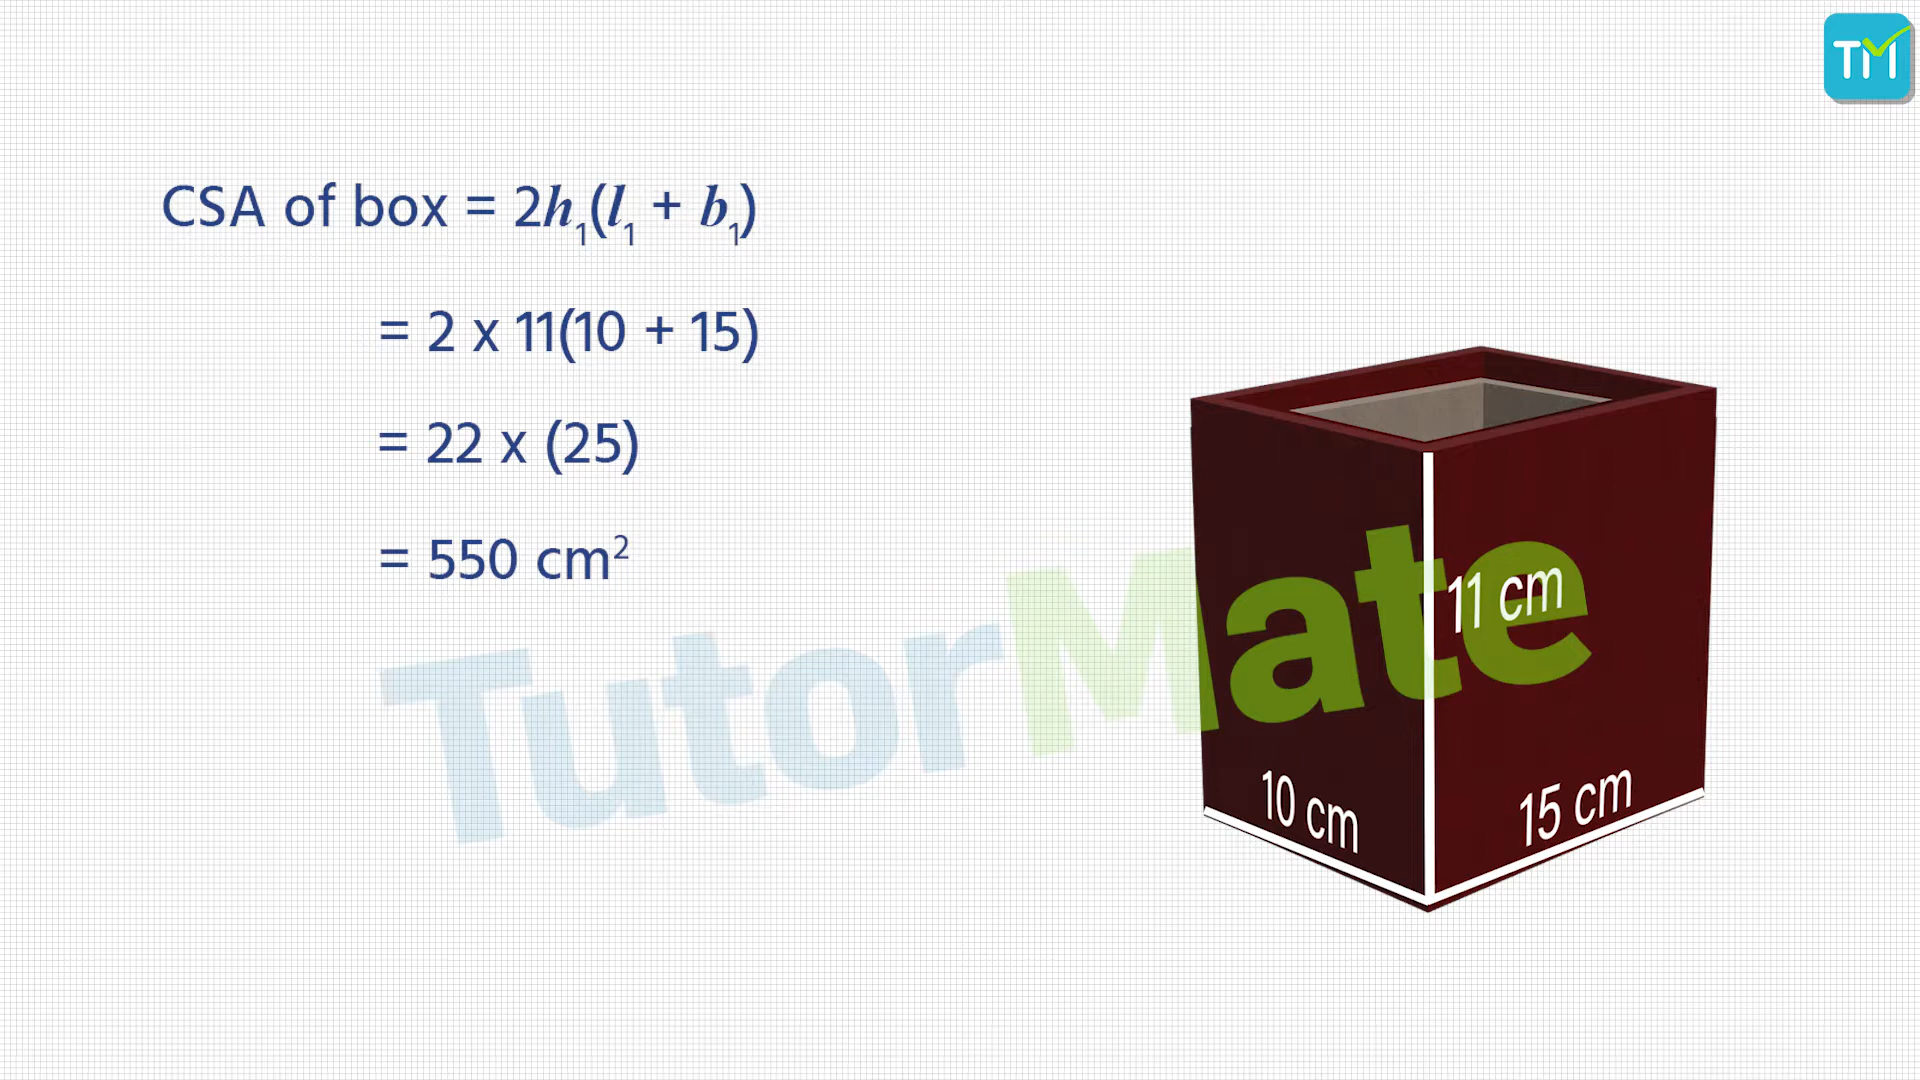 TM
CSA of box = 2h₁(l₁ + b₁)
= 2 x 11(10 + 15)
= 22 x (25)
= 550 cm²
11 cm
10 cm
15 cm
TutorMate